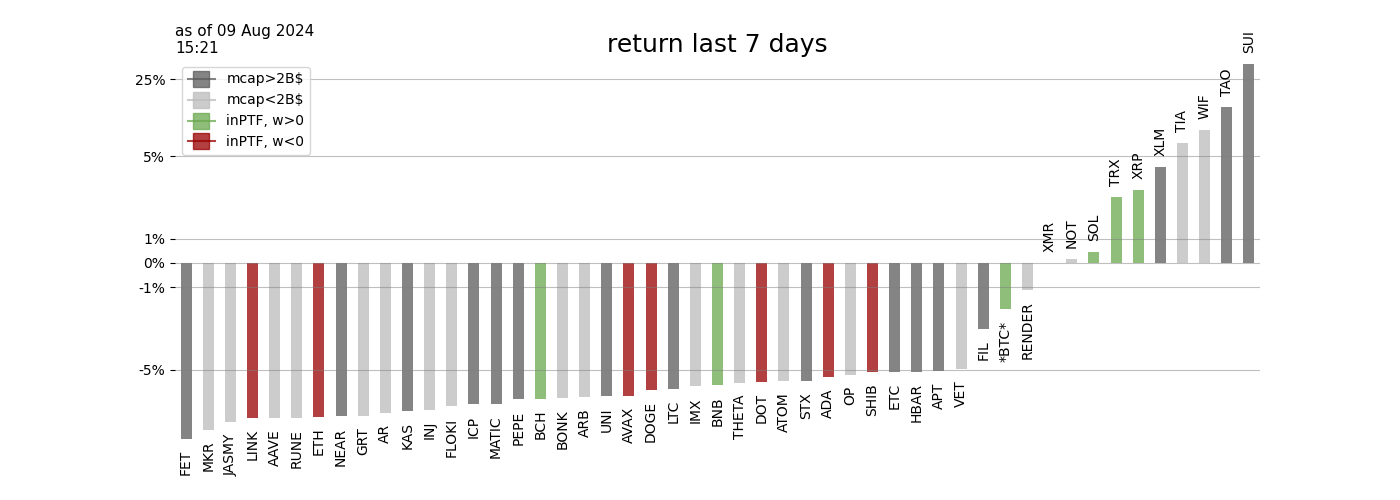 as of 09 Aug 2024
15:21
return last 7 days
mcap>2B$
mcap<2B$
inPTF, w>0
inPTF, w<0
25%
5%
1%
0%
-1%
-5%
FET
MKR
JASMY
LINK
AAVE
RUNE
ETH
NEAR
GRT
AR
KAS
INJ
FLOKI
ICP
MATIC
PEPE
BCH
BONK
ARB
UNI
AVAX
DOGE
LTC
IMX
BNB
THETA
DOT
ATOM
STX
ADA
OP
SHIB
ETC
HBAR
APT
VET
FIL
*BTC*
RENDER
XMR
NOT
SOL
TRX
XRP
XLM
TIA
WIF
TAO
SUI